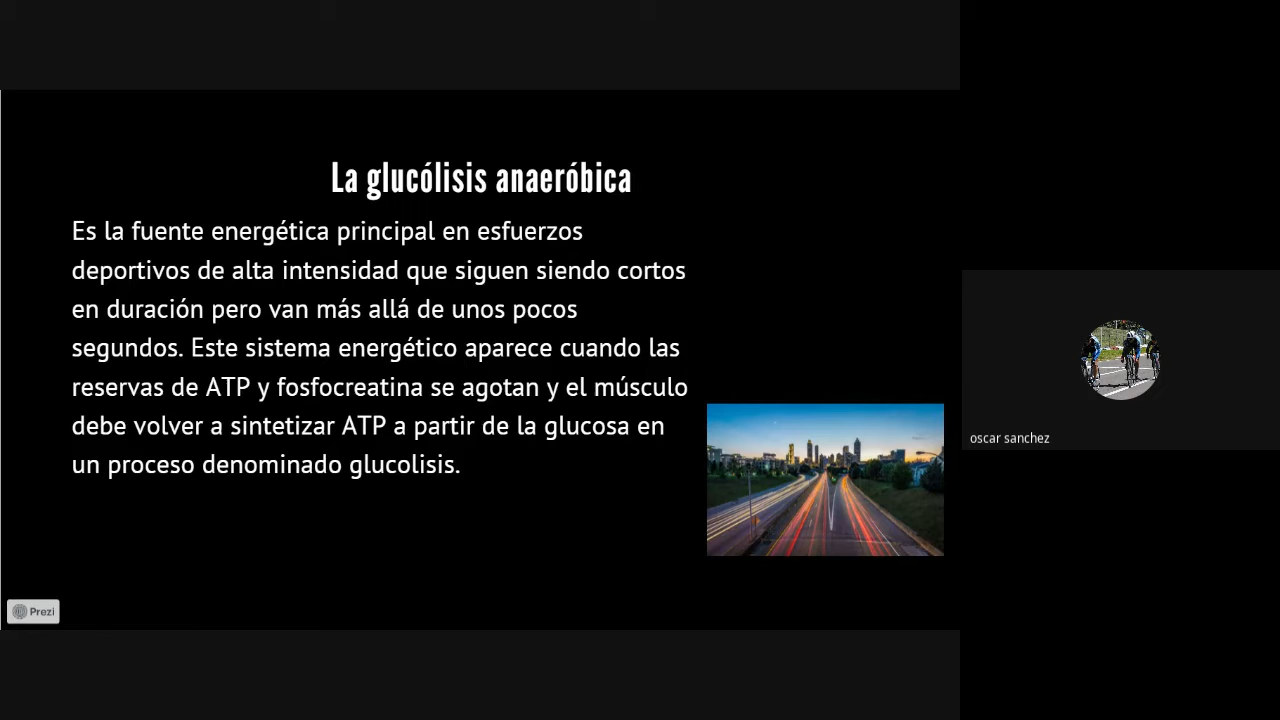 La glucólisis anaeróbica
Es la fuente energética principal en esfuerzos
deportivos de alta intensidad que siguen siendo cortos
en duración pero van más allá de unos pocos
segundos. Este sistema energético aparece cuando las
reservas de ATP y fosfocreatina se agotan y el músculo
debe volver a sintetizar ATP a partir de la glucosa en
un proceso denominado glucolisis.
oscar sanchez
Prezi